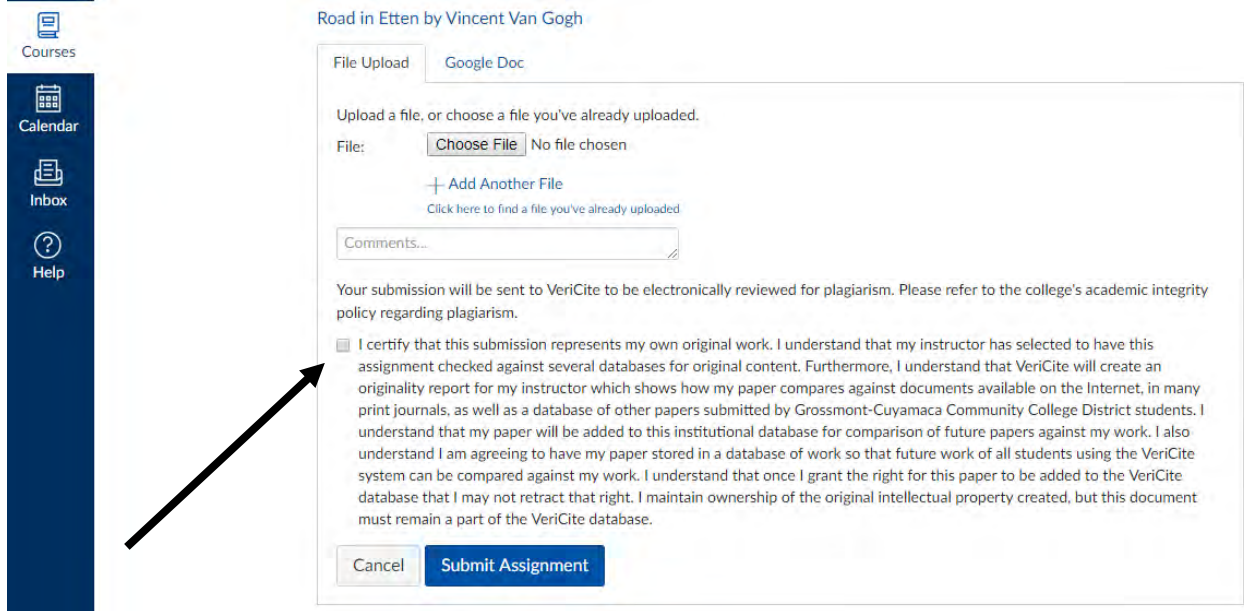 Courses
Calendar
Inbox
Help
Road in Etten by Vincent Van Gogh
File Upload
Google Doc
Upload a file, or choose a file you've already uploaded.
File:
Choose File
No file chosen
Add Another File
Click here to find a file you've already uploaded
Comments...
Your submission will be sent to VeriCite to be electronically reviewed for plagiarism. Please refer to the college's academic integrity
policy regarding plagiarism.
I certify that this submission represents my own original work. I understand that my instructor has selected to have this
assignment checked against several databases for original content. Furthermore, I understand that VeriCite will create an
originality report for my instructor which shows how my paper compares against documents available on the Internet, in many
print journals, as well as a database of other papers submitted by Grossmont-Cuyamaca Community College District students. I
understand that my paper will be added to this institutional database for comparison of future papers against my work. I also
understand I am agreeing to have my paper stored in a database of work so that future work of all students using the VeriCite
system can be compared against my work. I understand that once I grant the right for this paper to be added to the VeriCite
database that I may not retract that right. I maintain ownership of the original intellectual property created, but this document
must remain a part of the VeriCite database.
Cancel
Submit Assignment